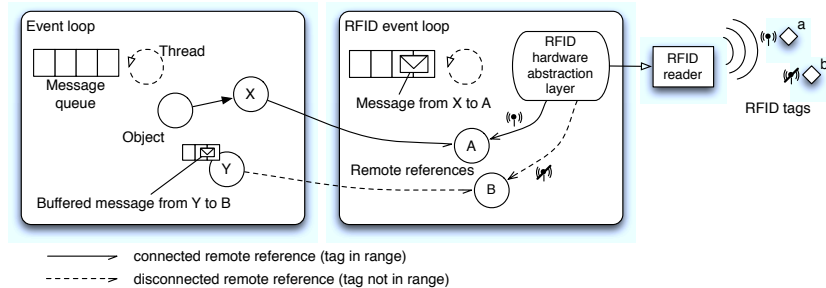 Event loop
Thread
Message
queue
X
Object
Y
Buffered message from Y to B
RFID event loop
RFID
hardware
abstraction
layer
Message from X to A
A
Remote references
B
RFID
reader
a
b
RFID tags
connected remote reference (tag in range)
disconnected remote reference (tag not in range)